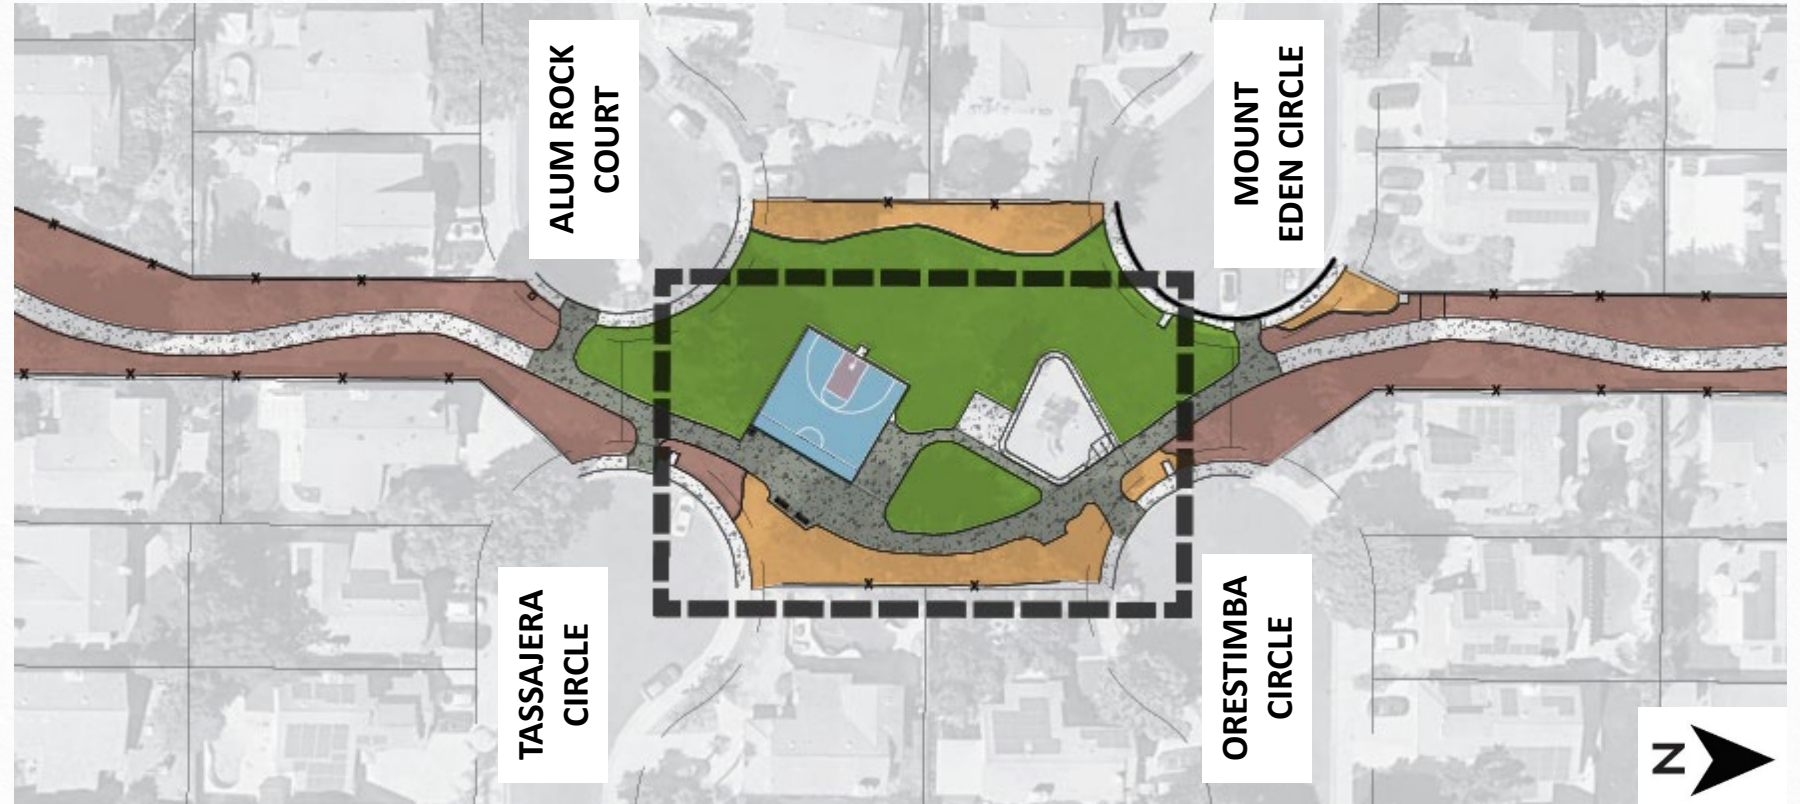 ALUM ROCK
COURT
MOUNT
EDEN CIRCLE
TASSAJERA
CIRCLE
ORESTIMBA
CIRCLE
N